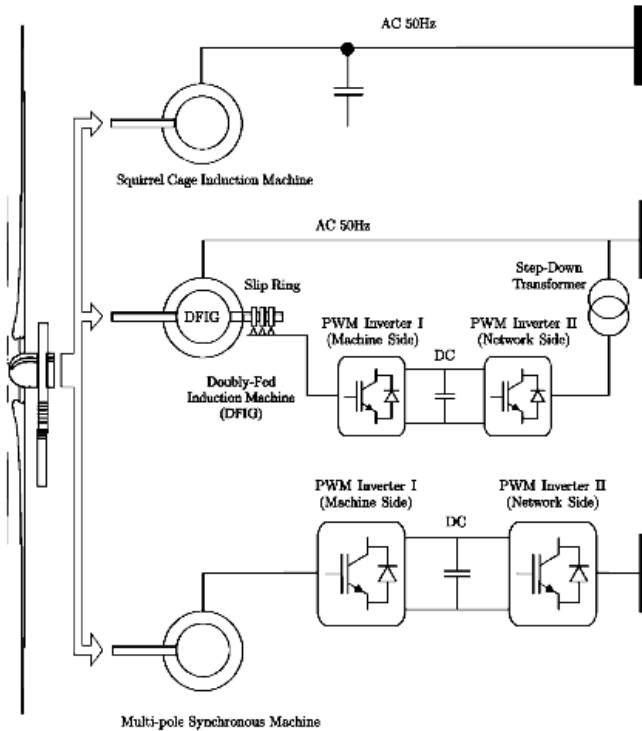 AC 50Hz
Squirrel Cage Induction Machine
AC 50Hz
Step-Down
Transformer
Slip Ring
DFIG
PWM Inverter I
(Machine Side)
DC
PWM Inverter II
(Network Side)
Doubly-Fed
Induction Machine
(DFIG)
PWM Inverter I
(Machine Side)
DC
PWM Inverter II
(Network Side)
Multi-pole Synchronous Machine